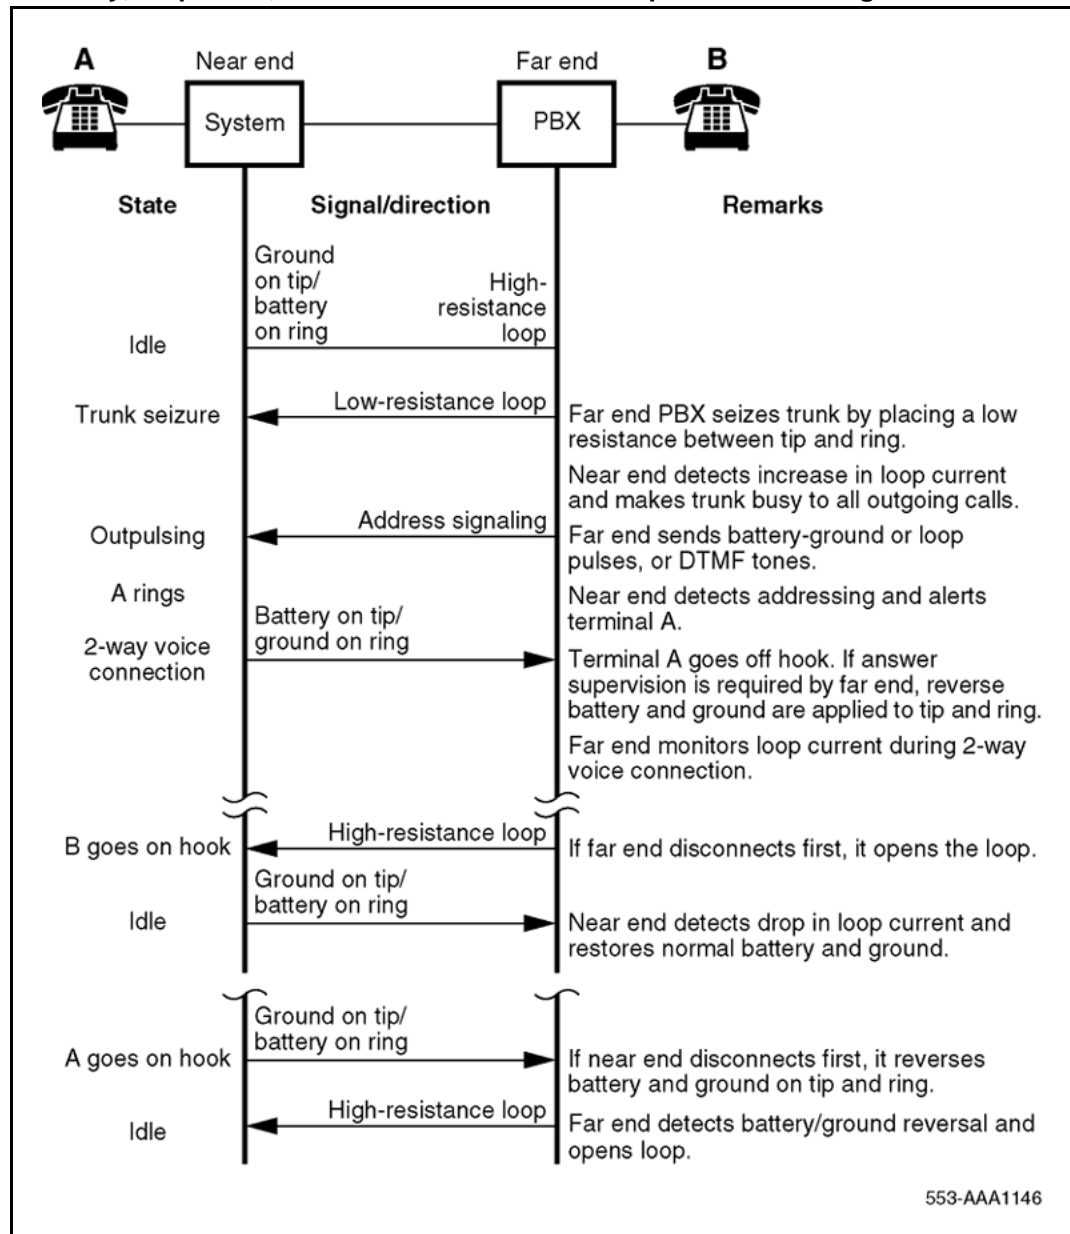 A
Near end
Far end
B
System
PBX
State
Signal/direction
Remarks
Ground
on tip/
battery
on ring
High-
resistance
loop
Idle
Trunk seizure
Low-resistance loop
Far end PBX seizes trunk by placing a low
resistance between tip and ring.
Near end detects increase in loop current
and makes trunk busy to all outgoing calls.
Outpulsing
Address signaling
Far end sends battery-ground or loop
pulses, or DTMF tones.
A rings
Near end detects addressing and alerts
terminal A.
2-way voice
connection
Battery on tip/
ground on ring
Terminal A goes off hook. If answer
supervision is required by far end, reverse
battery and ground are applied to tip and ring.
Far end monitors loop current during 2-way
voice connection.
B goes on hook
High-resistance loop
If far end disconnects first, it opens the loop.
Idle
Ground on tip/
battery on ring
Near end detects drop in loop current and
restores normal battery and ground.
A goes on hook
Ground on tip/
battery on ring
If near end disconnects first, it reverses
battery and ground on tip and ring.
Idle
High-resistance loop
Far end detects battery/ground reversal and
opens loop.
553-AAA1146